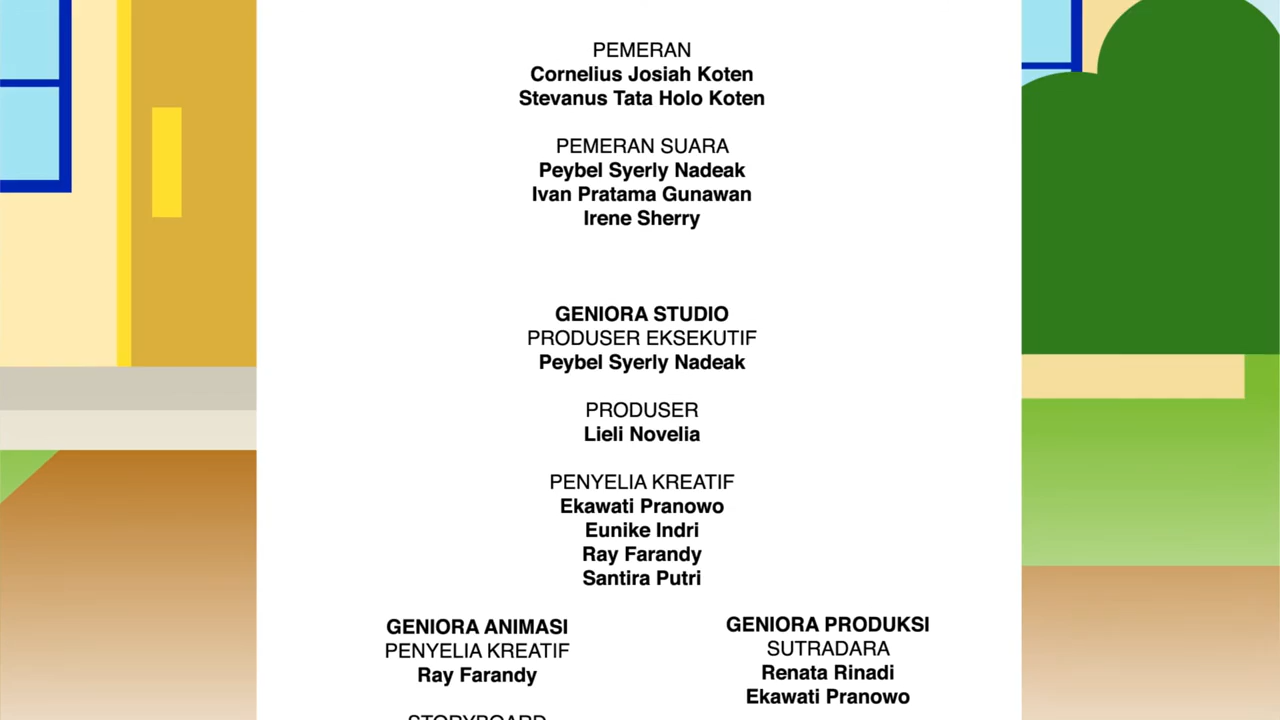 PEMERAN
Cornelius Josiah Koten
Stevanus Tata Holo Koten
PEMERAN SUARA
Peybel Syerly Nadeak
Ivan Pratama Gunawan
Irene Sherry
GENIORA STUDIO
PRODUSER EKSEKUTIF
Peybel Syerly Nadeak
PRODUSER
Lieli Novelia
PENYELIA KREATIF
Ekawati Pranowo
Eunike Indri
Ray Farandy
Santira Putri
GENIORA ANIMASI
PENYELIA KREATIF
Ray Farandy
STORYBOARD
GENIORA PRODUKSI
SUTRADARA
Renata Rinadi
Ekawati Pranowo